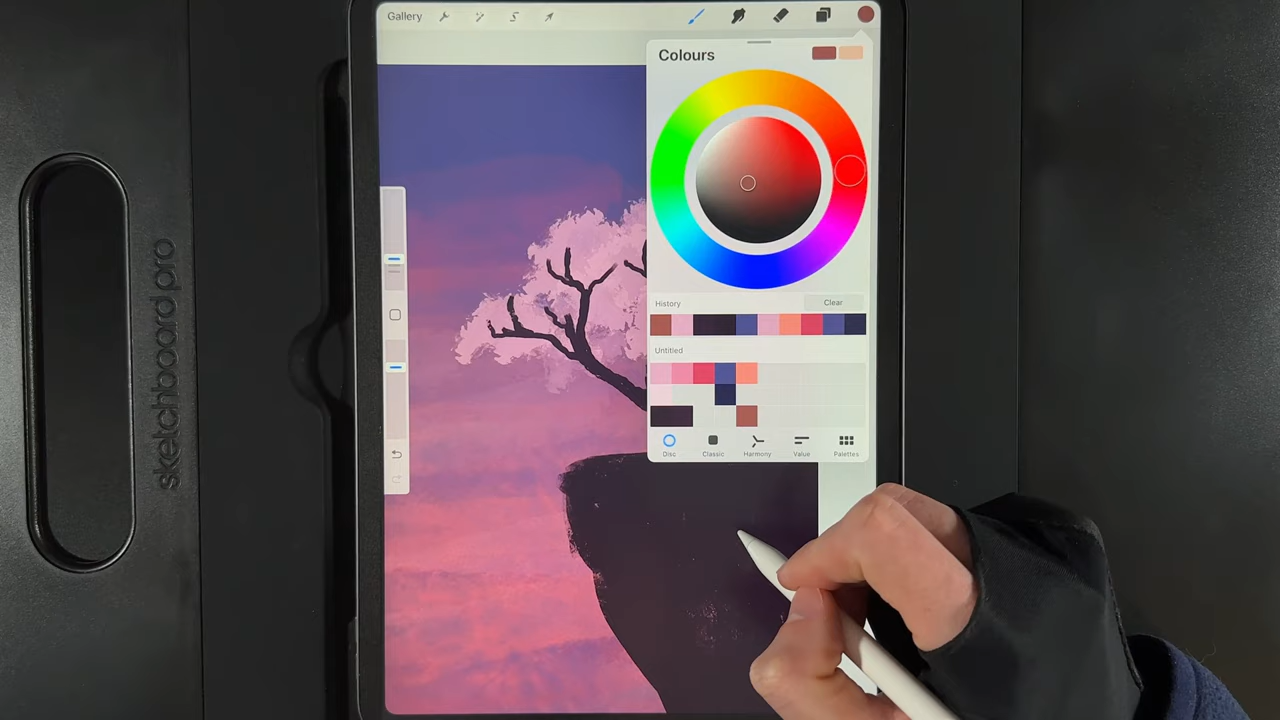 Gallery
Colours
History
Clear
Untitled
Disc
Classic
Harmony
Value
Palettes
sketchboard pro